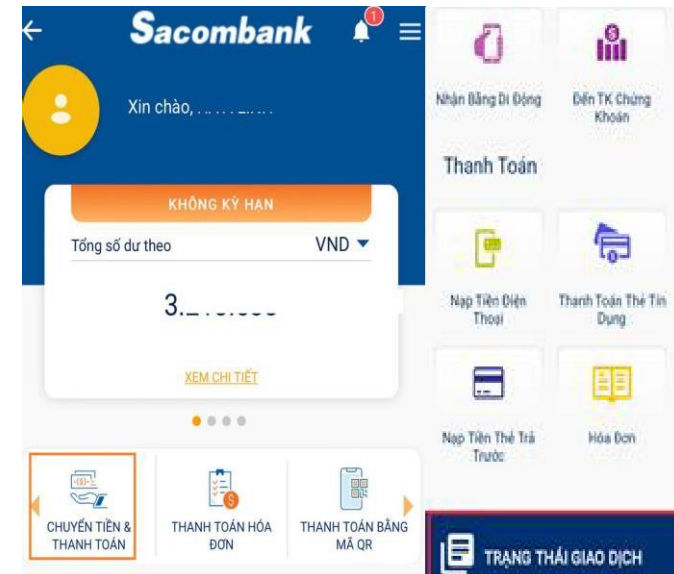 Sacombank
1
Xin chào,
KHÔNG KỲ HẠN
Tổng số dư theo
VND
3.
XEM CHI TIẾT
CHUYỂN TIỀN &
THANH TOÁN
THANH TOÁN HÓA
ĐƠN
THANH TOÁN BẰNG
MÃ QR
Nhận Bằng Di Động
Đến TK Chứng
Khoán
Thanh Toán
Nạp Tiền Điện
Thoại
Thanh Toán Thẻ Tín
Dụng
Nạp Tiền Thẻ Trả
Trước
Hóa Đơn
TRẠNG THÁI GIAO DỊCH